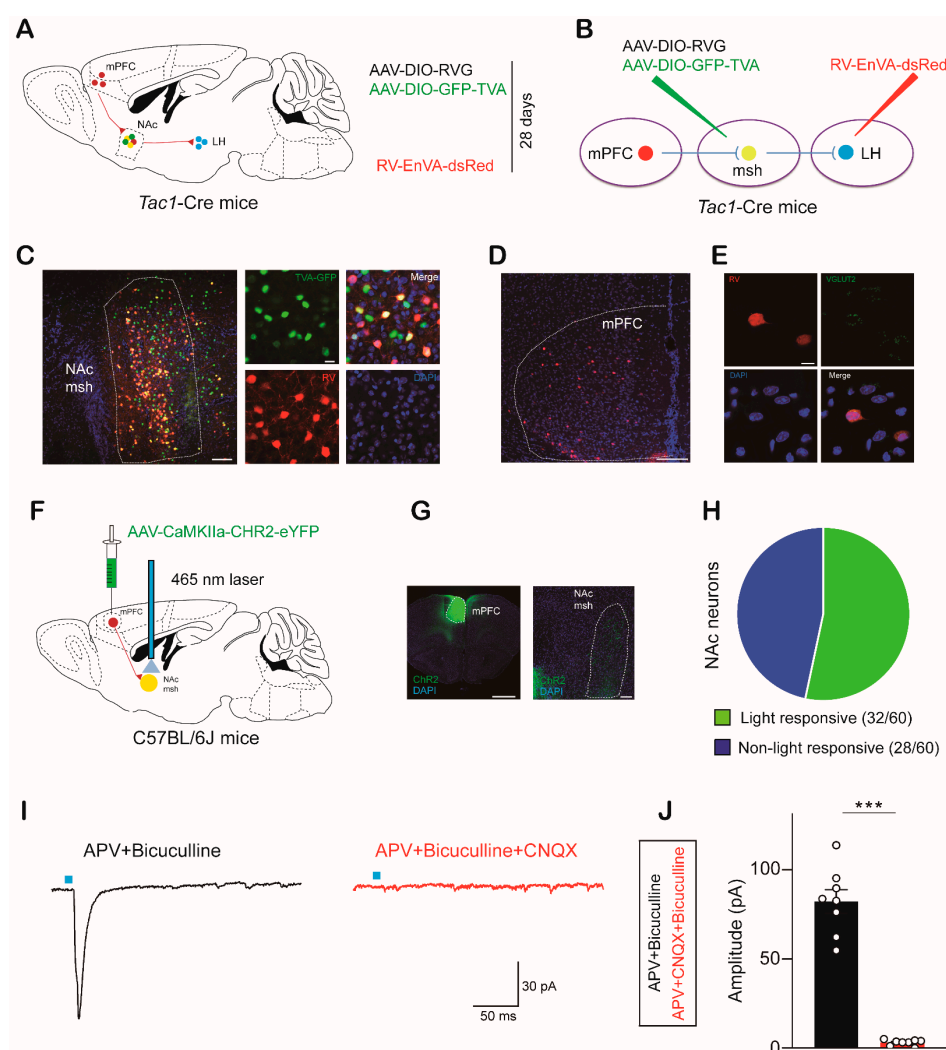 A
mPFC
NAc
LH
Tac1-Cre mice
AAV-DIO-RVG
AAV-DIO-GFP-TVA
RV-EnVA-dsRed
28 days
B
AAV-DIO-RVG
AAV-DIO-GFP-TVA
RV-EnVA-dsRed
mPFC
msh
LH
Tac1-Cre mice
C
NAc
msh
TVA-GFP
Merge
RV
DAPI
D
mPFC
E
RV
VGLUT2
DAPI
Merge
F
AAV-CaMKIIa-CHR2-eYFP
465 nm laser
mPFC
NAc
msh
C57BL/6J mice
G
mPFC
ChR2
DAPI
NAc
msh
ChR2
DAPI
H
NAc neurons
Light responsive (32/60)
Non-light responsive (28/60)
I
APV+Bicuculline
APV+Bicuculline+CNQX
30 pA
50 ms
J
APV+Bicuculline
APV+CNQX+Bicuculline
Amplitude (pA)
***
100
50
0